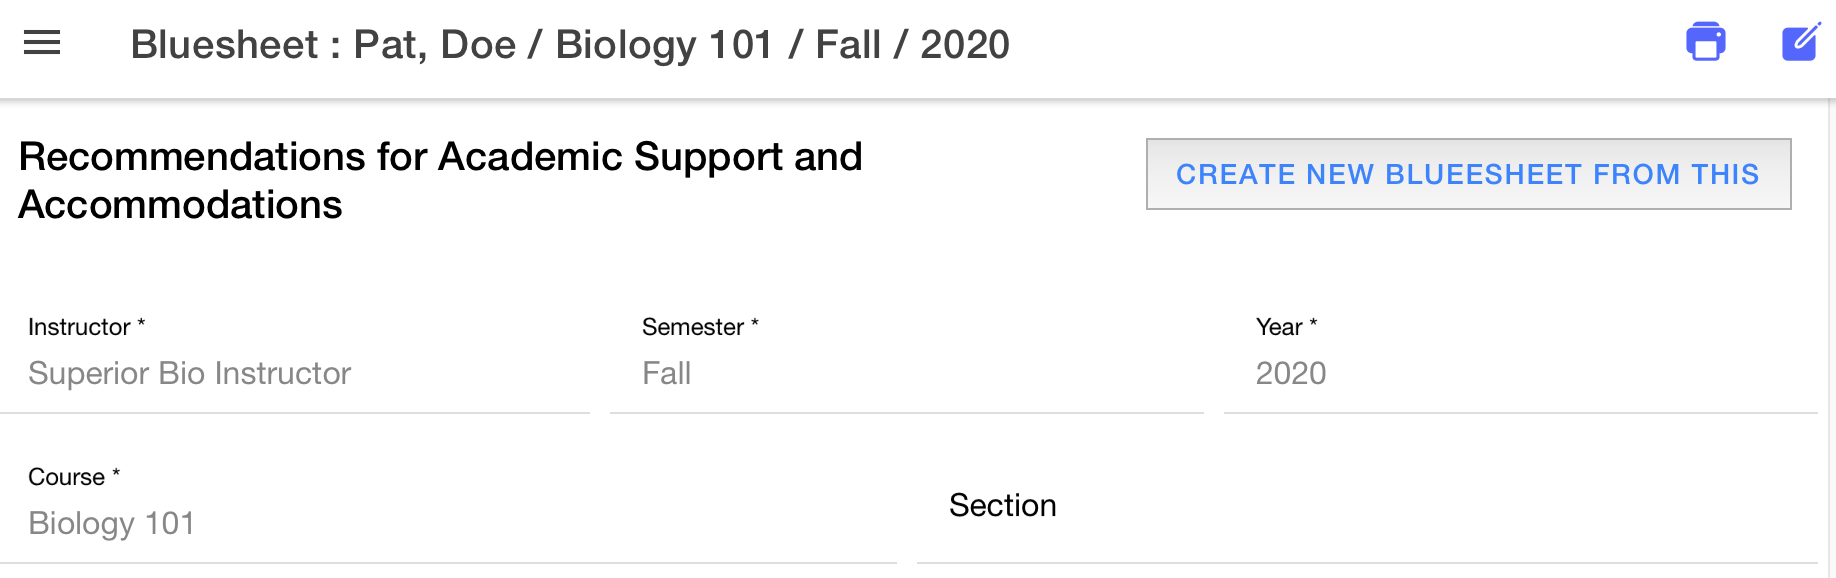 Bluesheet : Pat, Doe / Biology 101 / Fall / 2020
Recommendations for Academic Support and
Accommodations
CREATE NEW BLUEESHEET FROM THIS
Instructor *
Superior Bio Instructor
Semester *
Fall
Year *
2020
Course *
Biology 101
Section